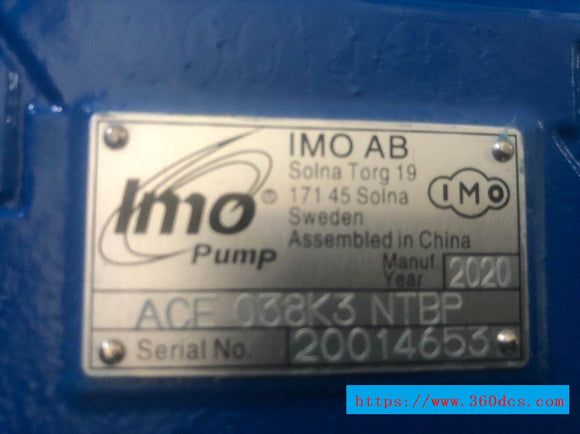 Imo®
Pump
IMO AB
Solna Torg 19
171 45 Solna
Sweden
Assembled in China
IMO
Manuf.
Year 2020
ACE 038K3 NTBP
Serial No. 20014653
https://www.360dcs.com